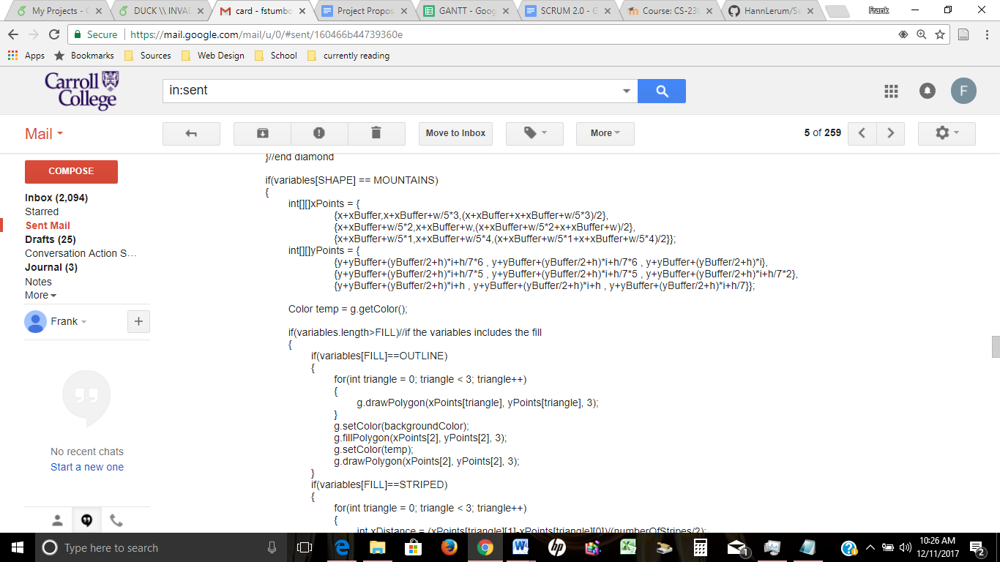 My Projects - C
DUCK \\ INVAD
card - fstumbo
Project Propos
GANTT - Goog
SCRUM 2.0 - G
Course: CS-230
HannLerum/Se
Frank
Secure
https://mail.google.com/mail/u/0/#sent/160466b44739360e
Apps
Bookmarks
Sources
Web Design
School
currently reading
Carroll
College
in:sent
F
Mail
Move to Inbox
More
5 of 259
COMPOSE
Inbox (2,094)
Starred
Sent Mail
Drafts (25)
Conversation Action S...
Journal (3)
Notes
More
Frank
No recent chats
Start a new one
}//end diamond
if(variables[SHAPE] == MOUNTAINS)
{
int[][]xPoints = {
{x+xBuffer,x+xBuffer+w/5*3,(x+xBuffer+x+xBuffer+w/5*3)/2},
{x+xBuffer+w/5*2,x+xBuffer+w,(x+xBuffer+w/5*2+x+xBuffer+w)/2},
{x+xBuffer+w/5*1,x+xBuffer+w/5*4,(x+xBuffer+w/5*1+x+xBuffer+w/5*4)/2}};
int[][]yPoints = {
{y+yBuffer+(yBuffer/2+h)*i+h/7*6 , y+yBuffer+(yBuffer/2+h)*i+h/7*6 , y+yBuffer+(yBuffer/2+h)*i},
{y+yBuffer+(yBuffer/2+h)*i+h/7*5 , y+yBuffer+(yBuffer/2+h)*i+h/7*5 , y+yBuffer+(yBuffer/2+h)*i+h/7*2},
{y+yBuffer+(yBuffer/2+h)*i+h , y+yBuffer+(yBuffer/2+h)*i+h , y+yBuffer+(yBuffer/2+h)*i+h/7}};
Color temp = g.getColor();
if(variables.length>FILL)//if the variables includes the fill
{
if(variables[FILL]==OUTLINE)
{
for(int triangle = 0; triangle < 3; triangle++)
{
g.drawPolygon(xPoints[triangle], yPoints[triangle], 3);
}
g.setColor(backgroundColor);
g.fillPolygon(xPoints[2], yPoints[2], 3);
g.setColor(temp);
g.drawPolygon(xPoints[2], yPoints[2], 3);
}
if(variables[FILL]==STRIPED)
{
for(int triangle = 0; triangle < 3; triangle++)
{
int xDistance = (xPoints[triangle][1]-xPoints[triangle][0])/(numberOfStripes/2);
Type here to search
10:26 AM
12/11/2017